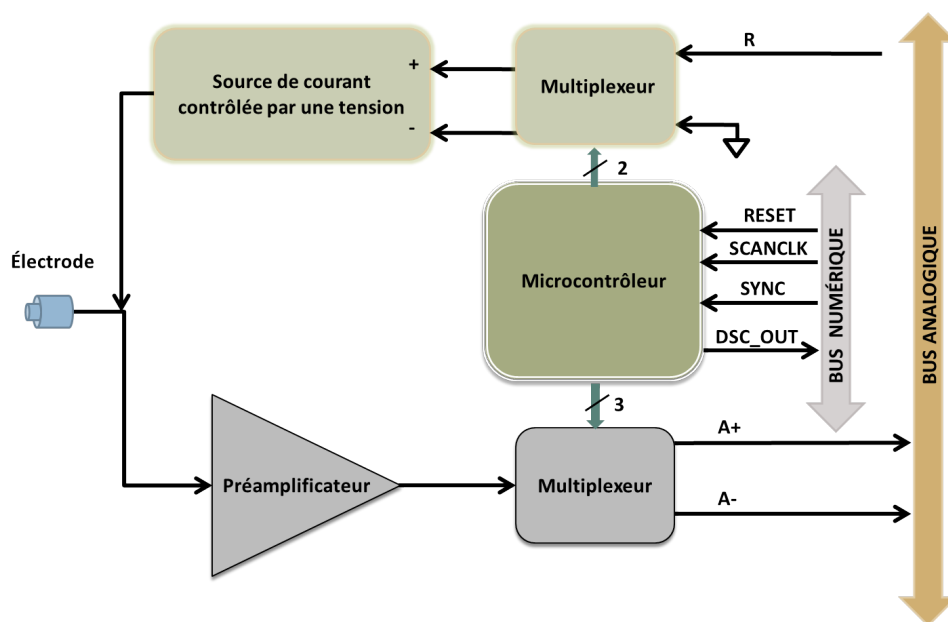 R
Source de courant
contrôlée par une tension
+
-
Multiplexeur
2
RESET
SCANCLK
SYNC
DSC_OUT
Microcontrôleur
BUS NUMÉRIQUE
BUS ANALOGIQUE
Électrode
3
A+
A-
Préamplificateur
Multiplexeur